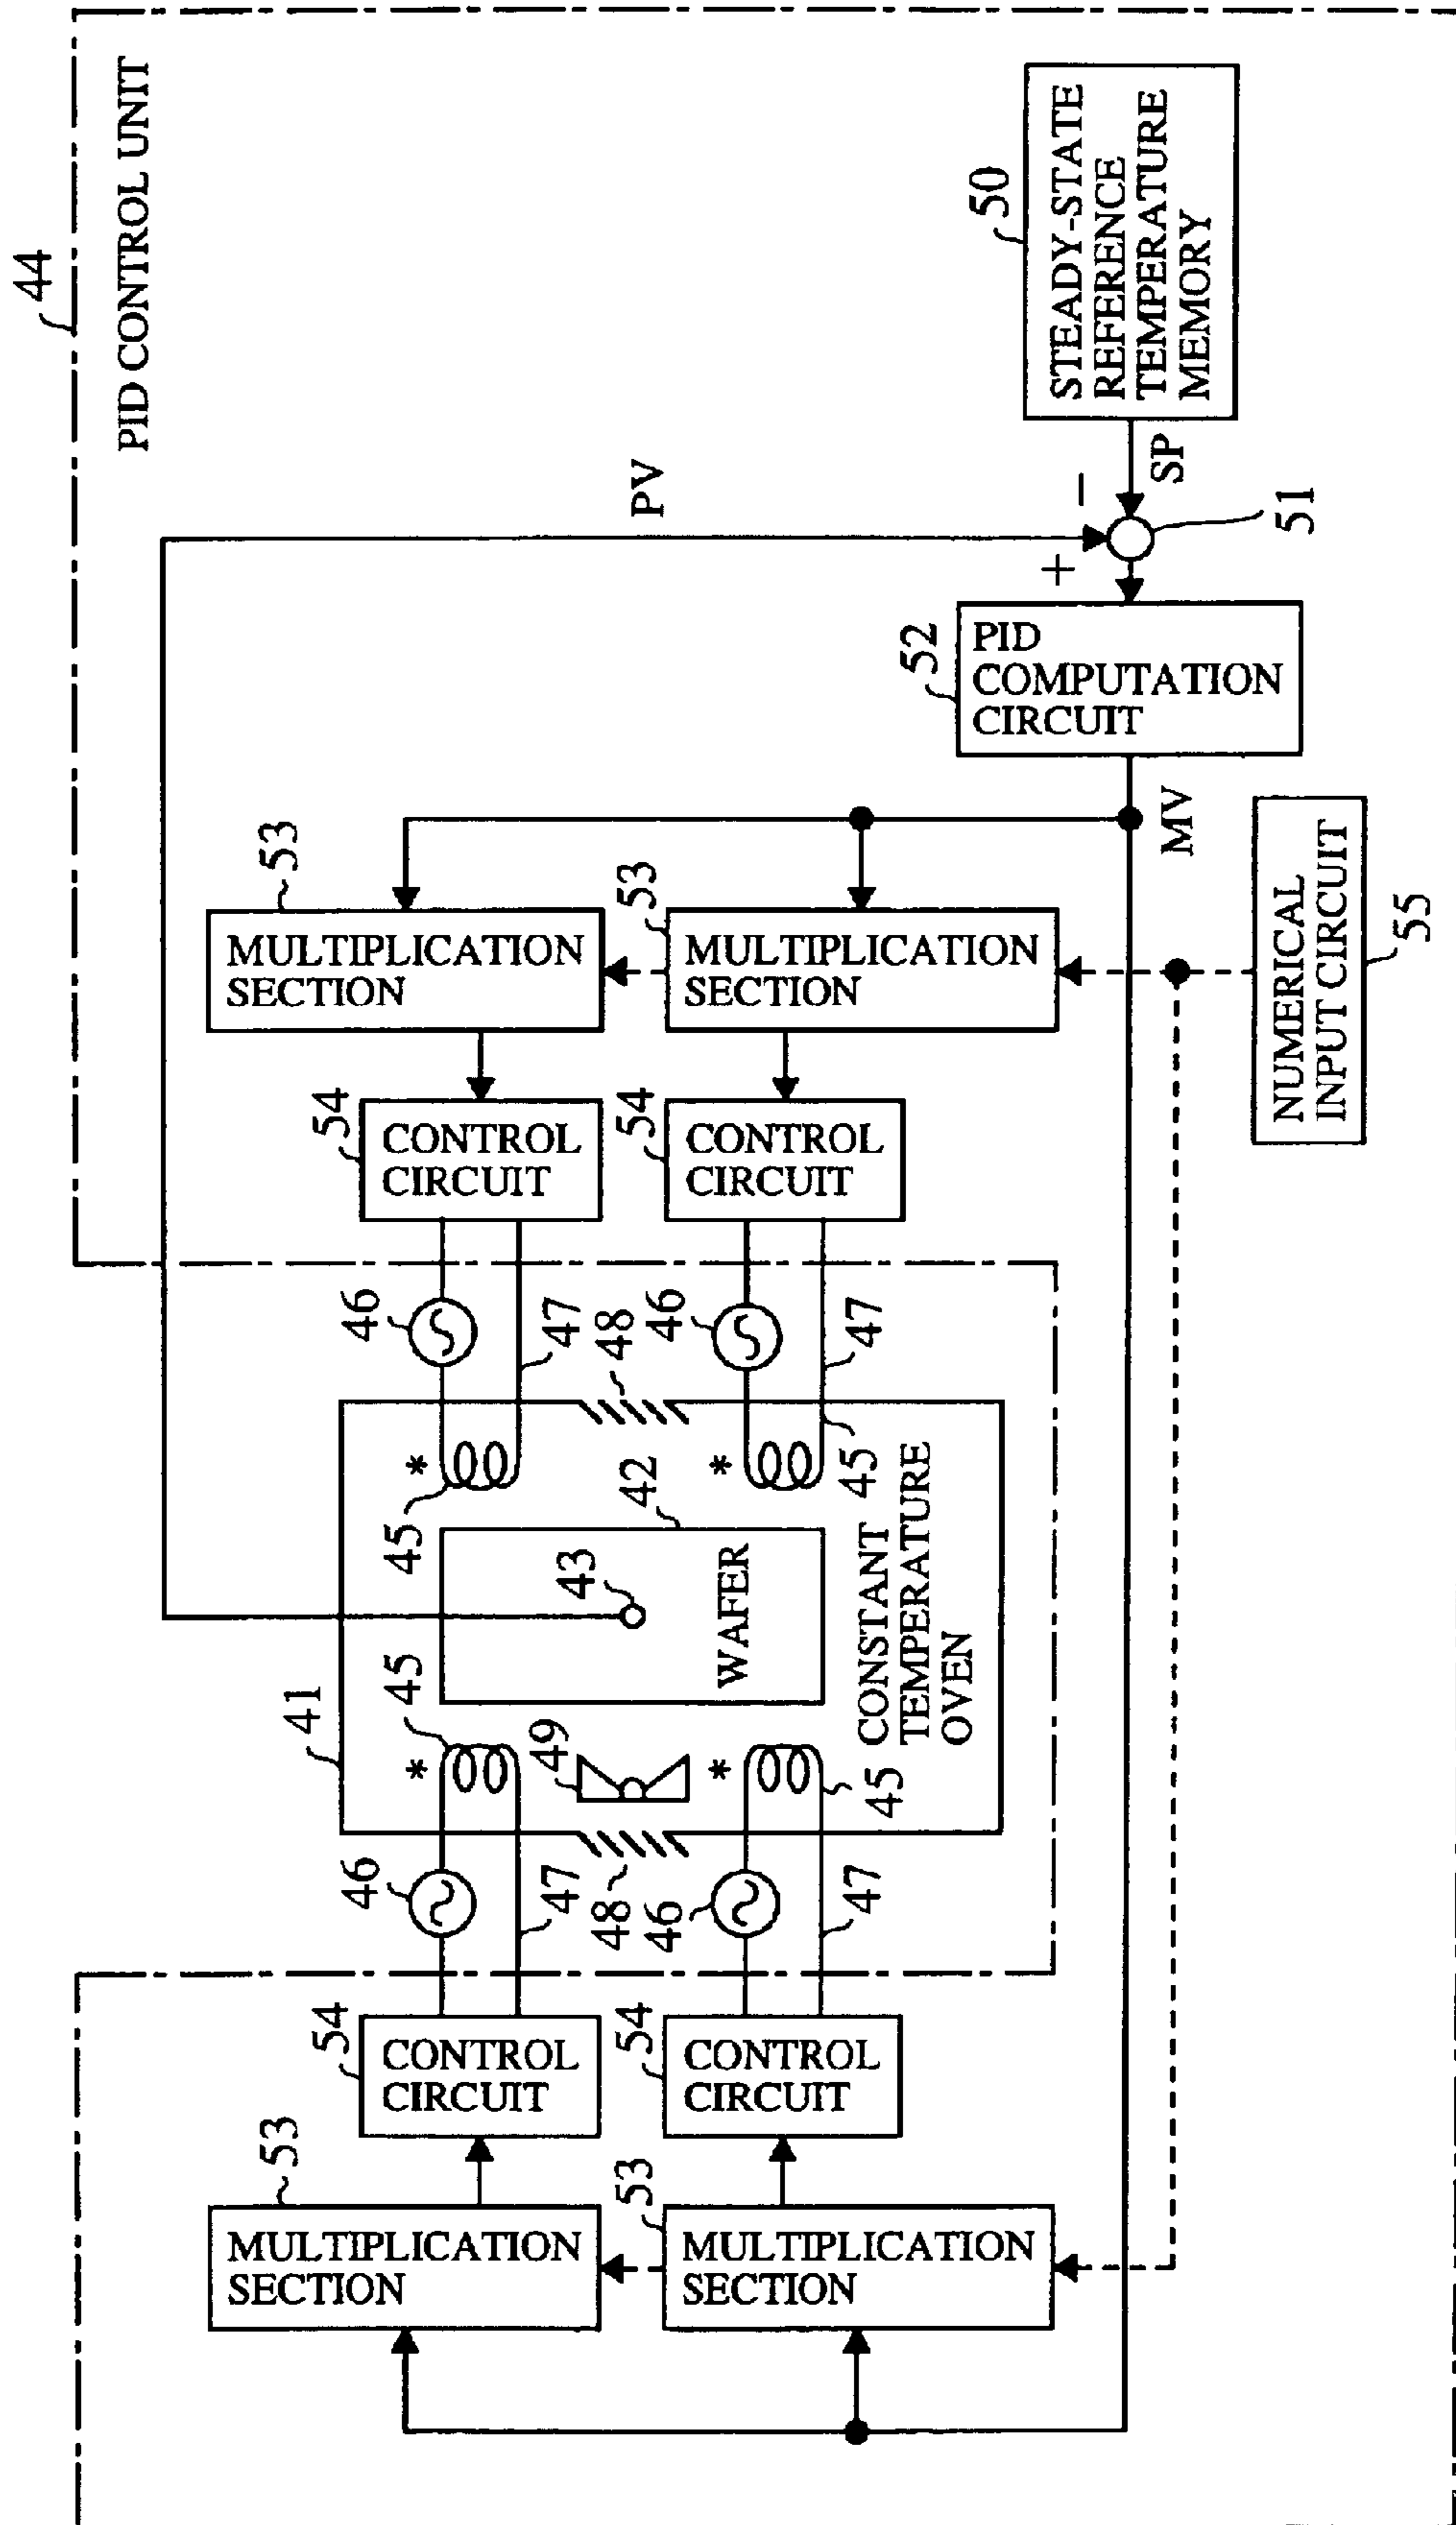 44
PID CONTROL UNIT
53
MULTIPLICATION
SECTION
54
CONTROL
CIRCUIT
46
47
41
*
45
45
*
46
47
54
CONTROL
CIRCUIT
53
MULTIPLICATION
SECTION
PV
48
49
43
42
48
53
MULTIPLICATION
SECTION
54
CONTROL
CIRCUIT
46
47
*
45
WAFER
*
45
46
47
54
CONTROL
CIRCUIT
53
MULTIPLICATION
SECTION
CONSTANT
TEMPERATURE
OVEN
52
PID
COMPUTATION
CIRCUIT
MV
+
−
51
SP
50
STEADY-STATE
REFERENCE
TEMPERATURE
MEMORY
NUMERICAL
INPUT CIRCUIT
55